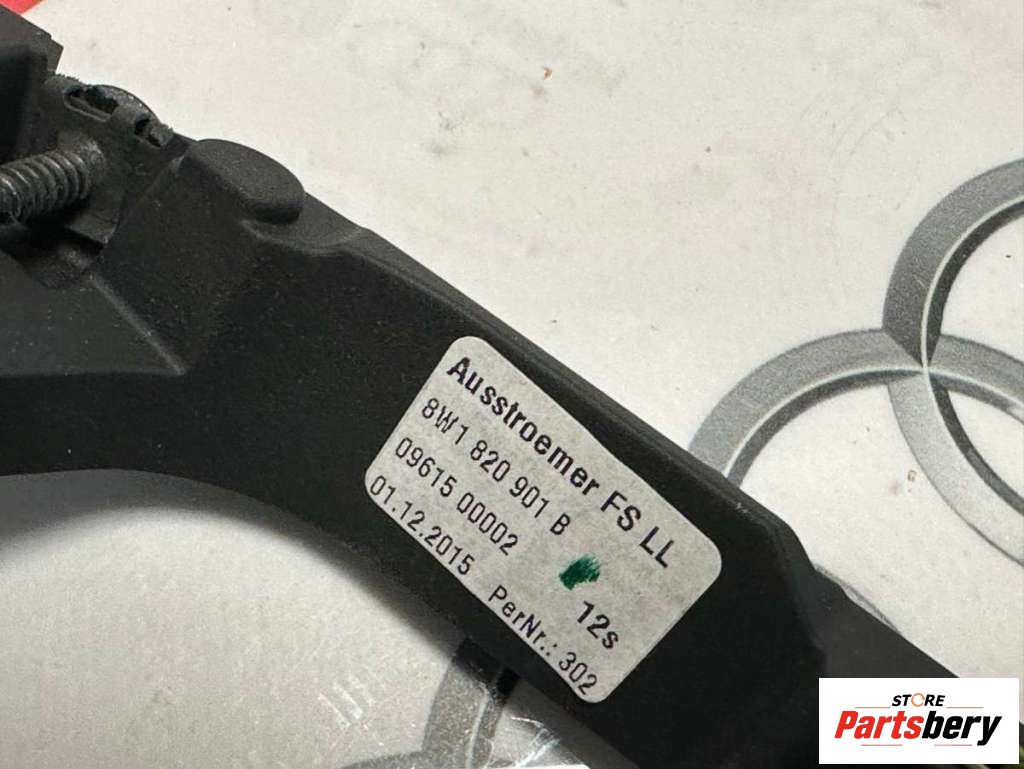 Ausstroemer FS LL
8W1 820 901 B
09615 00002 12s
01.12.2015 PerNr.: 302
STORE
Partsbery